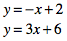 y = −x + 2
y = 3x + 6